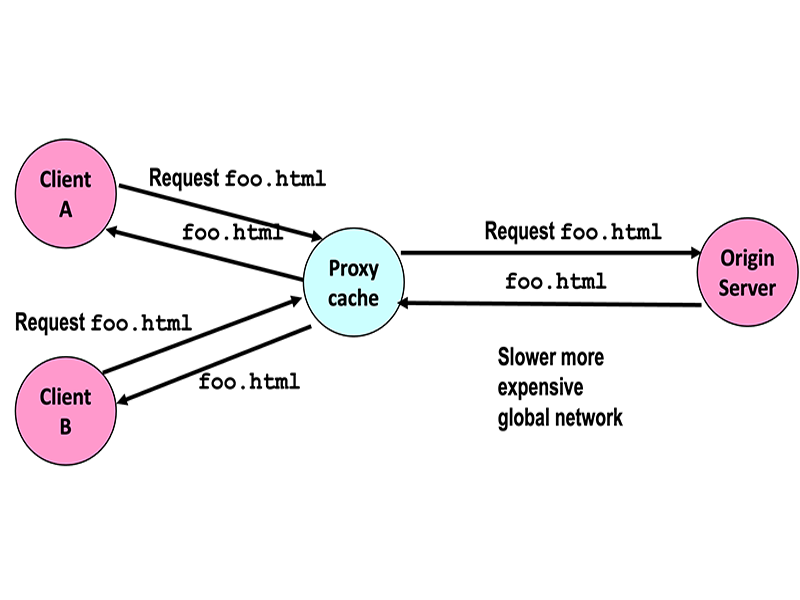 Client
A
Request foo.html
foo.html
Request foo.html
foo.html
Client
B
Proxy
cache
Request foo.html
foo.html
Origin
Server
Slower more
expensive
global network